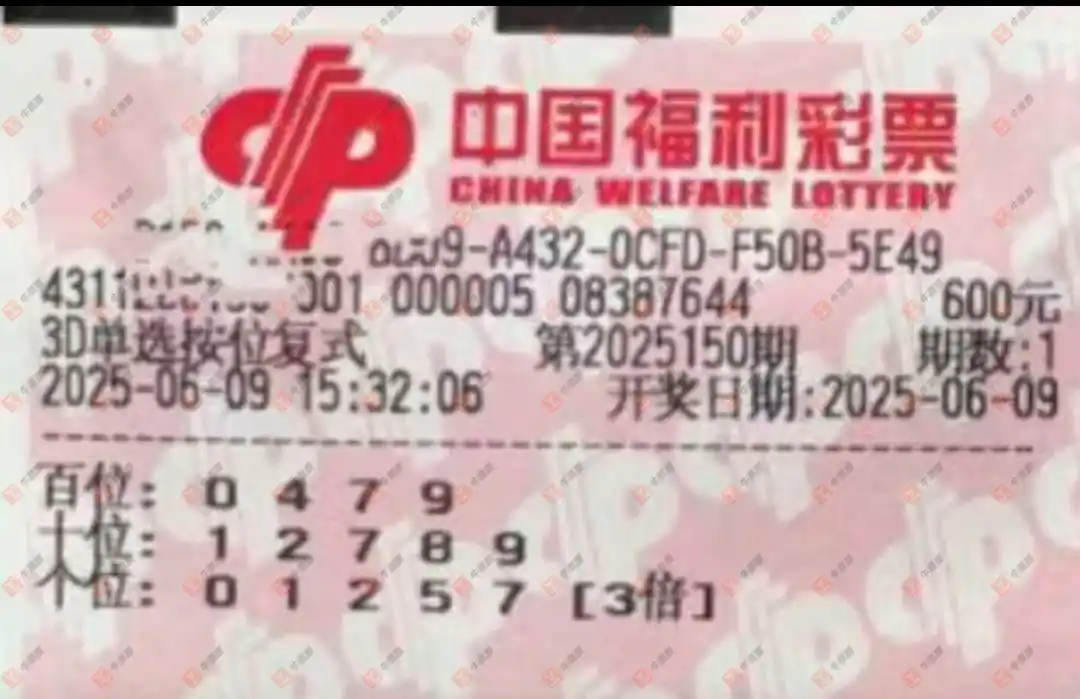 中国福利彩票
CHINA WELFARE LOTTERY
9-A432-0CFD-F50B-5E49
001 000005 08387644 600元
3D单选按位复式 第2025150期 期数:1
2025-06-09 15:32:06 开奖日期:2025-06-09
百位: 0 4 7 9
十位: 1 2 7 8 9
个位: 0 1 2 5 7 [3倍]